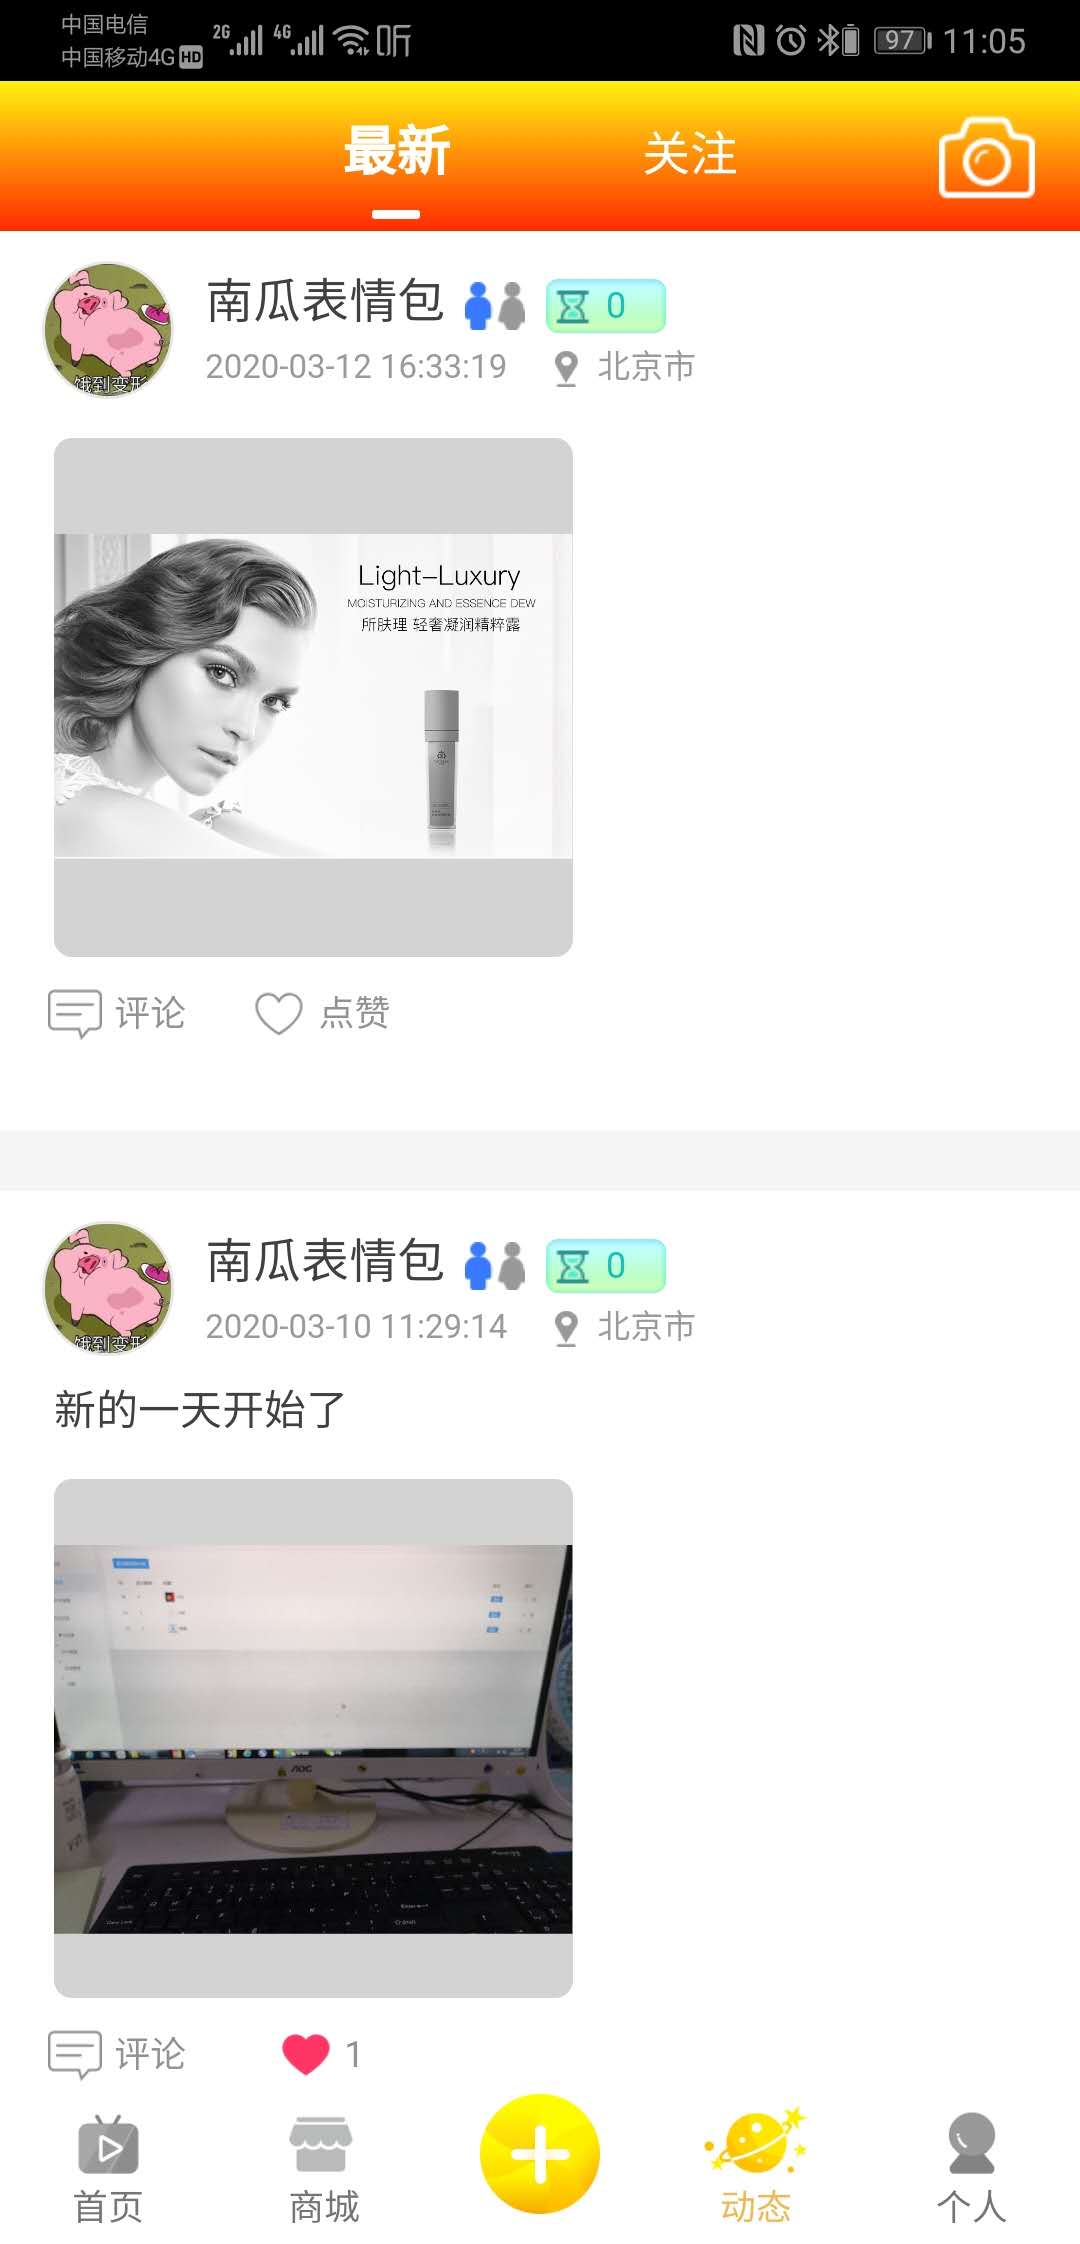 中国电信
中国移动4G HD
2G 4G 听
97 11:05
最新 关注
南瓜表情包 0
2020-03-12 16:33:19 北京市
饿到变形
Light-Luxury
MOISTURIZING AND ESSENCE DEW
所肤理 轻奢凝润精粹露
评论 点赞
南瓜表情包 0
2020-03-10 11:29:14 北京市
饿到变形
新的一天开始了
AOC
评论 1
首页 商城 动态 个人